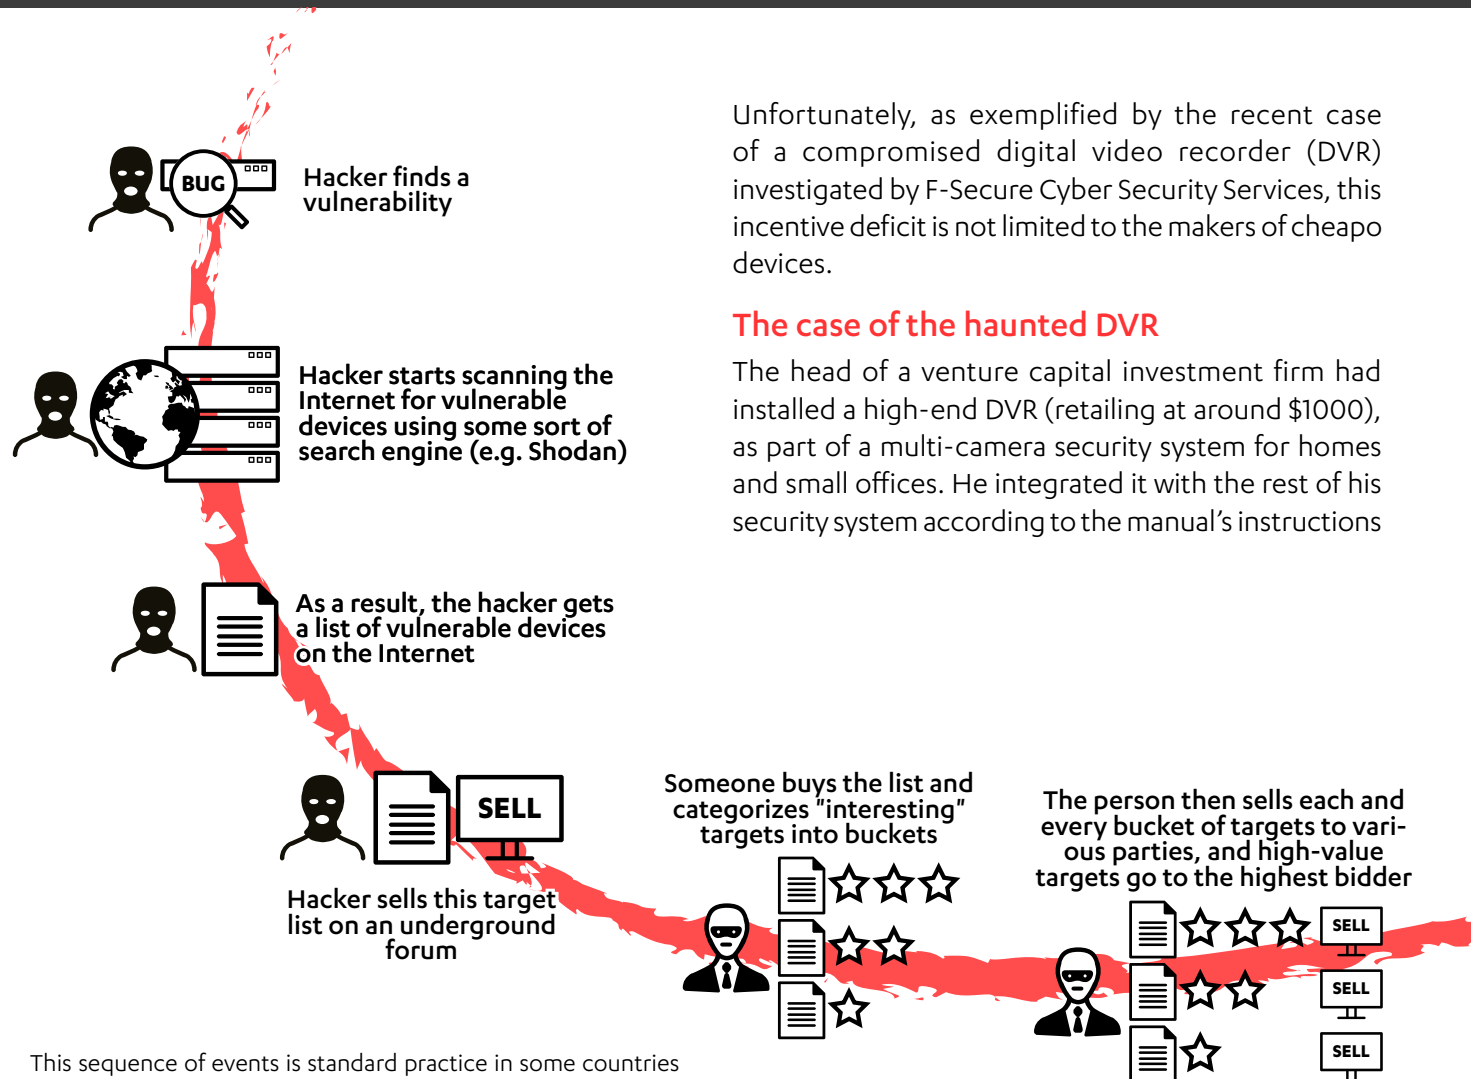 BUG
Hacker finds a
vulnerability
Hacker starts scanning the
Internet for vulnerable
devices using some sort of
search engine (e.g. Shodan)
As a result, the hacker gets
a list of vulnerable devices
on the Internet
SELL
Hacker sells this target
list on an underground
forum
Someone buys the list and
categorizes "interesting"
targets into buckets
The person then sells each and
every bucket of targets to vari-
ous parties, and high-value
targets go to the highest bidder
SELL
SELL
SELL
This sequence of events is standard practice in some countries
Unfortunately, as exemplified by the recent case
of a compromised digital video recorder (DVR)
investigated by F-Secure Cyber Security Services, this
incentive deficit is not limited to the makers of cheapo
devices.
The case of the haunted DVR
The head of a venture capital investment firm had
installed a high-end DVR (retailing at around $1000),
as part of a multi-camera security system for homes
and small offices. He integrated it with the rest of his
security system according to the manual’s instructions